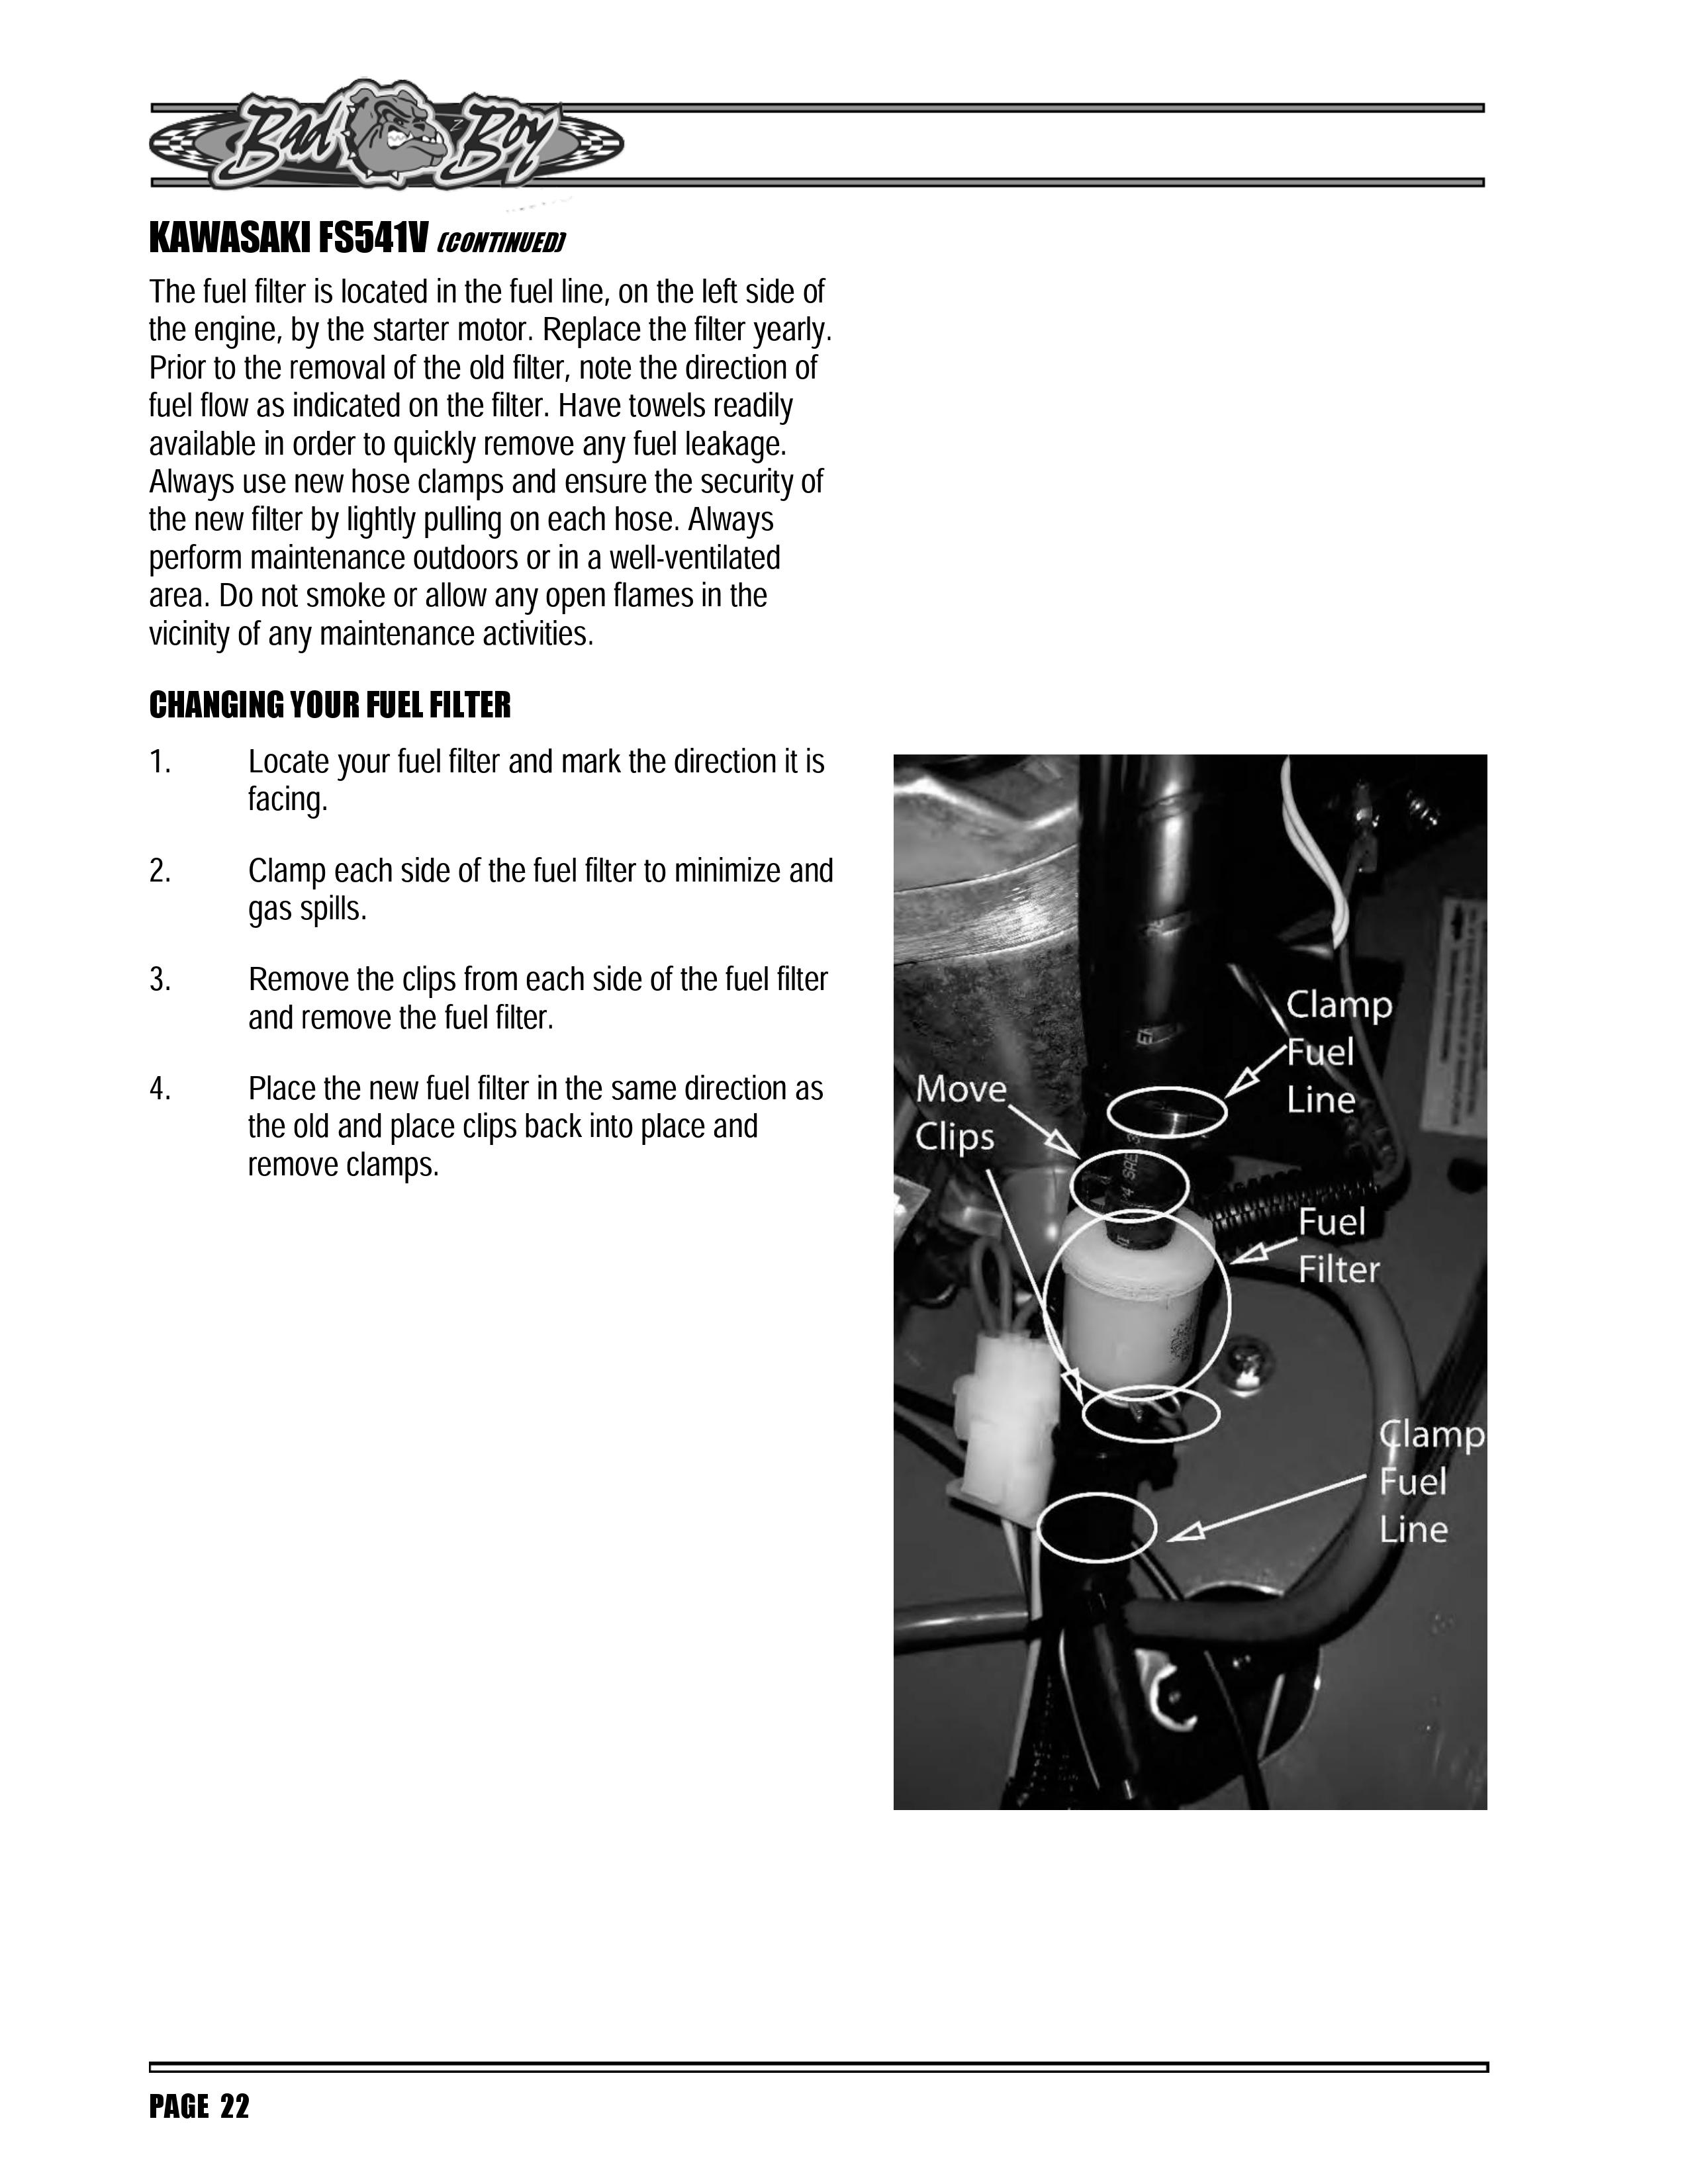 Bad Boy
KAWASAKI FS541V (CONTINUED)
The fuel filter is located in the fuel line, on the left side of
the engine, by the starter motor. Replace the filter yearly.
Prior to the removal of the old filter, note the direction of
fuel flow as indicated on the filter. Have towels readily
available in order to quickly remove any fuel leakage.
Always use new hose clamps and ensure the security of
the new filter by lightly pulling on each hose. Always
perform maintenance outdoors or in a well-ventilated
area. Do not smoke or allow any open flames in the
vicinity of any maintenance activities.
CHANGING YOUR FUEL FILTER
1. Locate your fuel filter and mark the direction it is
facing.
2. Clamp each side of the fuel filter to minimize and
gas spills.
3. Remove the clips from each side of the fuel filter
and remove the fuel filter.
4. Place the new fuel filter in the same direction as
the old and place clips back into place and
remove clamps.
Clamp
Fuel
Line
Move
Clips
Fuel
Filter
Clamp
Fuel
Line
PAGE 22